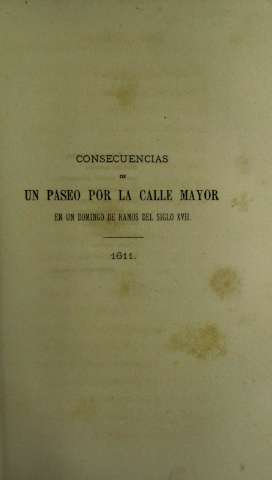 CONSECUENCIAS
DE
UN PASEO POR LA CALLE MAYOR
EN UN DOMINGO DE RAMOS DEL SIGLO XVII.
1611.